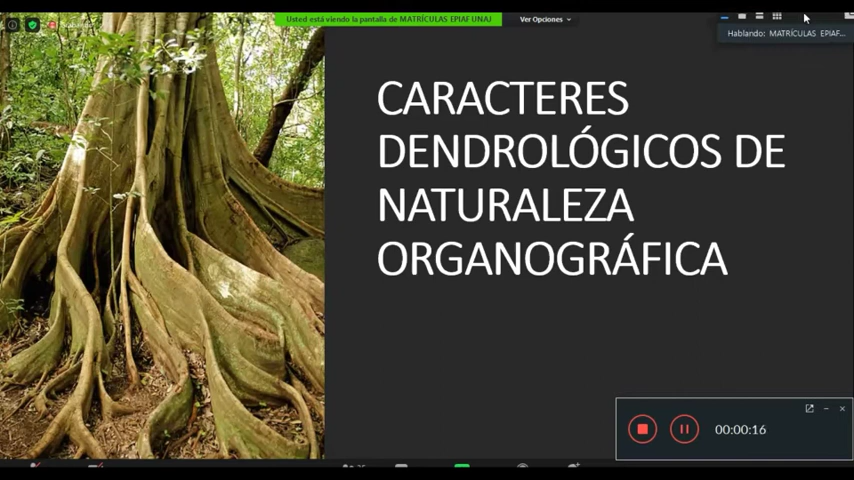 Usted está viendo la pantalla de MATRÍCULAS EPIAF UNAJ
Ver Opciones
Hablando: MATRÍCULAS EPIAF...
CARACTERES
DENDROLÓGICOS DE
NATURALEZA
ORGANOGRÁFICA
00:00:16